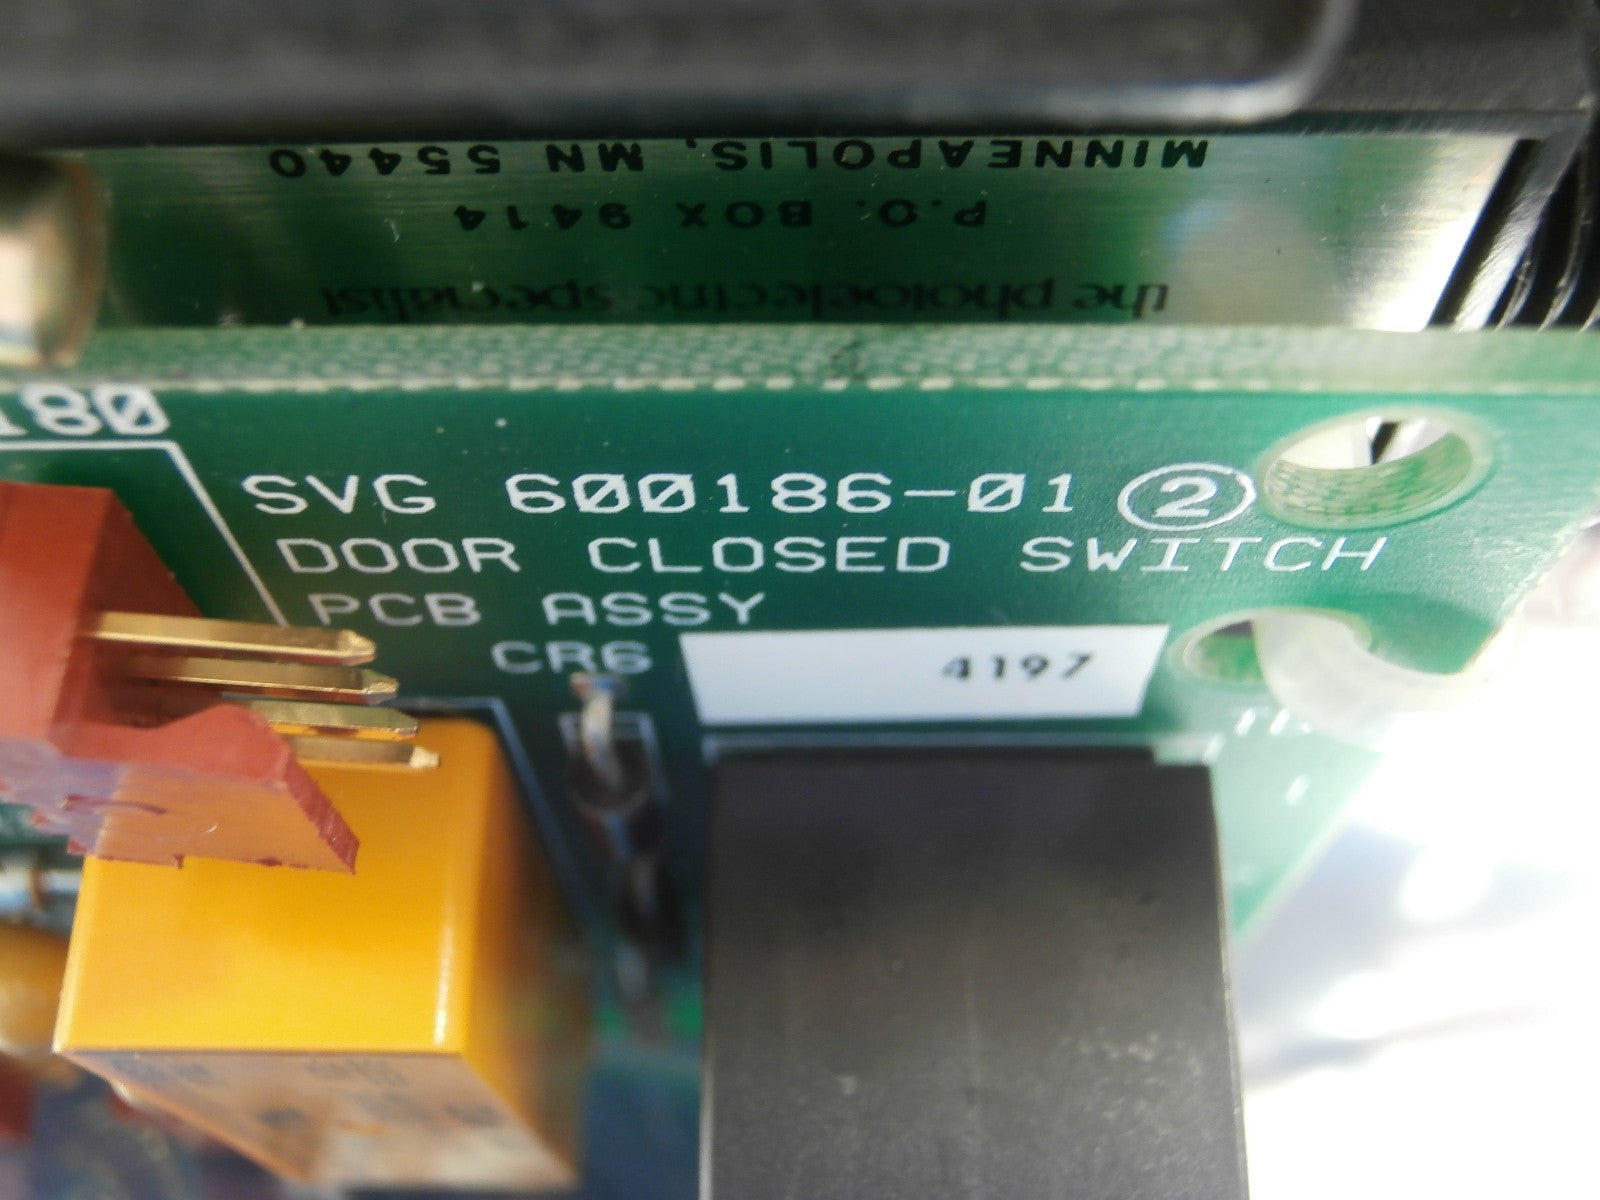 MINNEAPOLIS, MN 55440
P.O. BOX 9414
the photoelectric specialist
180
SVG 600186-01 2
DOOR CLOSED SWITCH
PCB ASSY
CR6
4197